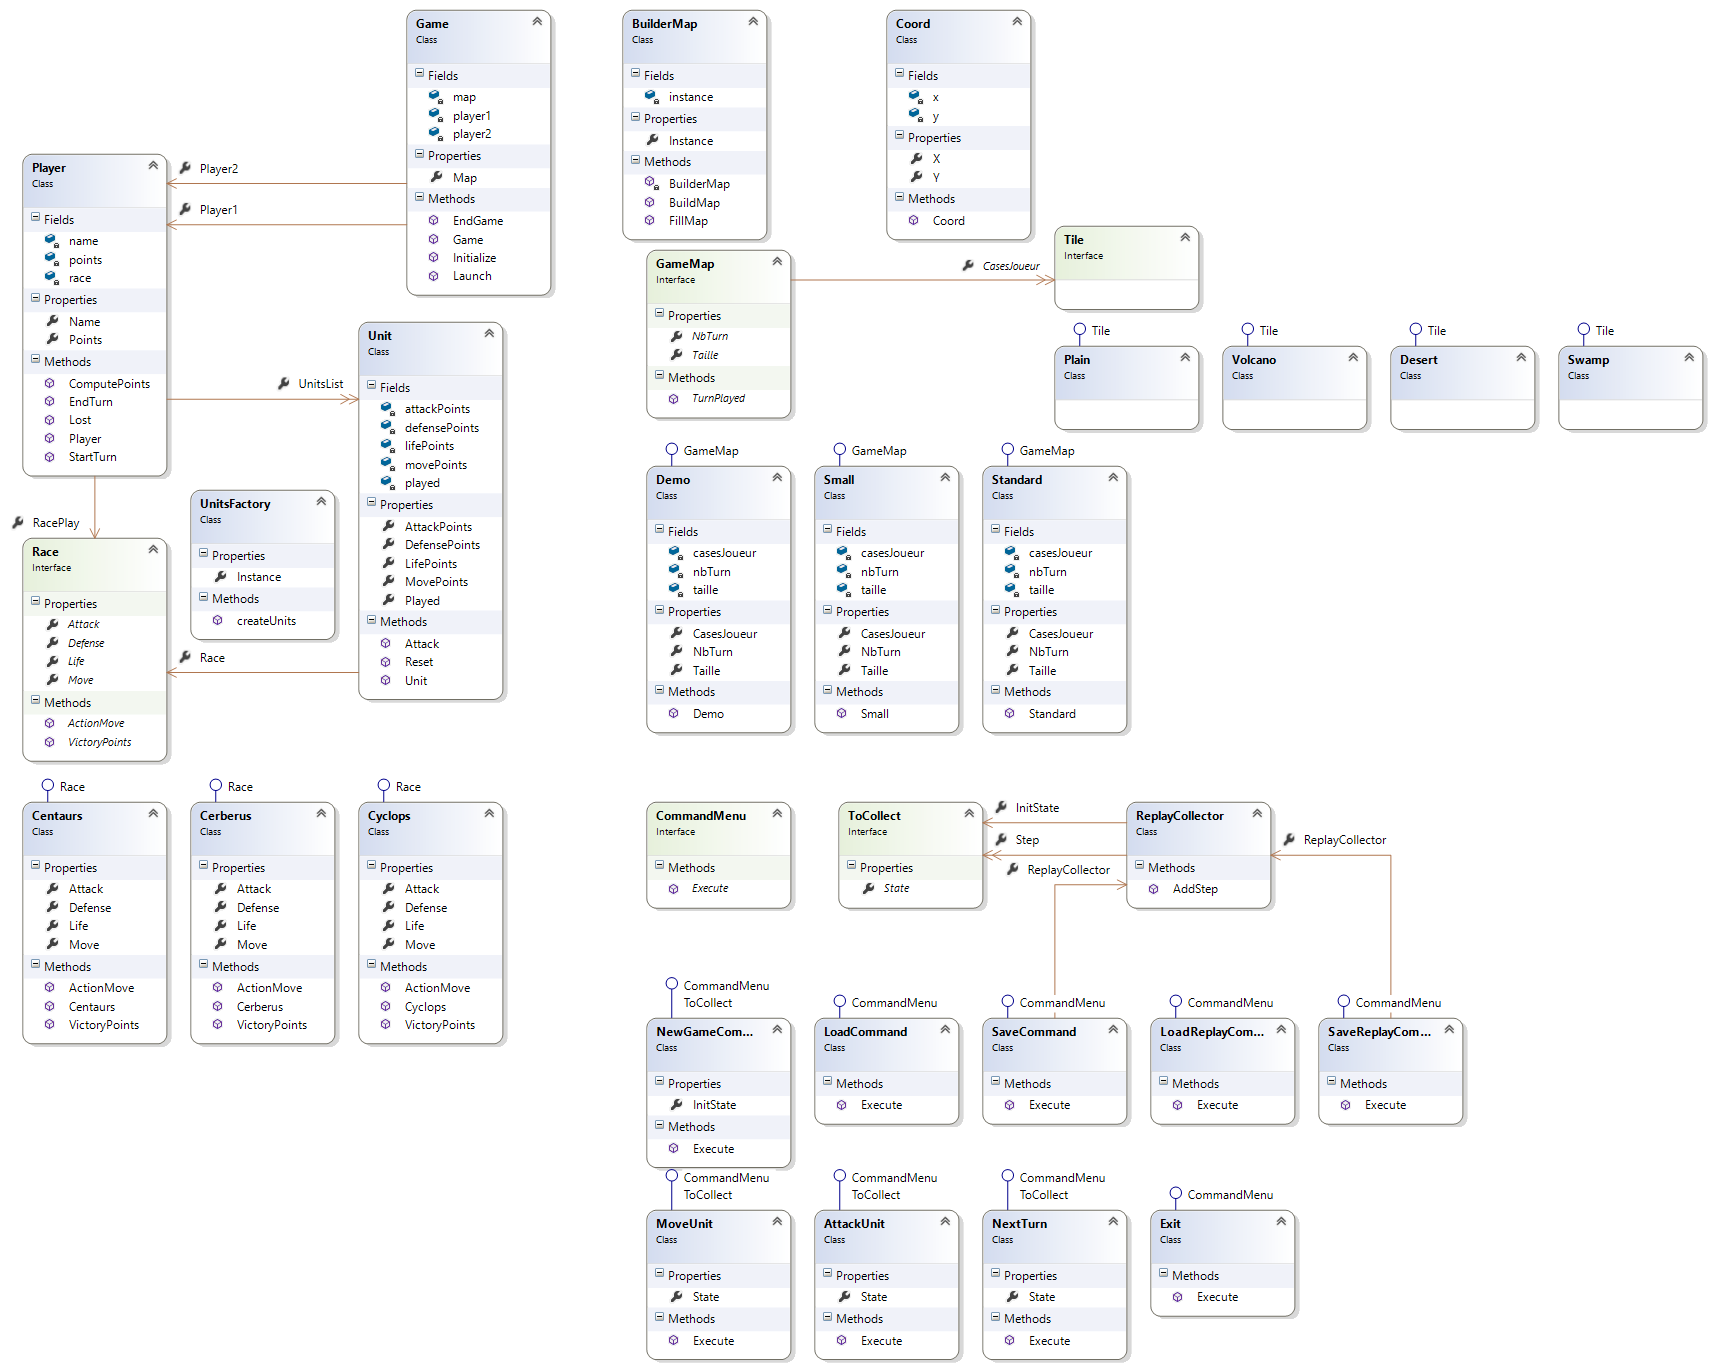 Game
Class
Fields
map
player1
player2
Properties
Map
Methods
EndGame
Game
Initialize
Launch
BuilderMap
Class
Fields
instance
Properties
Instance
Methods
BuilderMap
BuildMap
FillMap
Coord
Class
Fields
x
y
Properties
X
Y
Methods
Coord
Player2
Player1
Player
Class
Fields
name
points
race
Properties
Name
Points
Methods
ComputePoints
EndTurn
Lost
Player
StartTurn
UnitsList
Unit
Class
Fields
attackPoints
defensePoints
lifePoints
movePoints
played
Properties
AttackPoints
DefensePoints
LifePoints
MovePoints
Played
Methods
Attack
Reset
Unit
GameMap
Interface
Properties
NbTurn
Taille
Methods
TurnPlayed
CasesJoueur
Tile
Interface
Tile
Plain
Class
Tile
Volcano
Class
Tile
Desert
Class
Tile
Swamp
Class
RacePlay
Race
Interface
Properties
Attack
Defense
Life
Move
Methods
ActionMove
VictoryPoints
UnitsFactory
Class
Properties
Instance
Methods
createUnits
Race
GameMap
Demo
Class
Fields
casesJoueur
nbTurn
taille
Properties
CasesJoueur
NbTurn
Taille
Methods
Demo
GameMap
Small
Class
Fields
casesJoueur
nbTurn
taille
Properties
CasesJoueur
NbTurn
Taille
Methods
Small
GameMap
Standard
Class
Fields
casesJoueur
nbTurn
taille
Properties
CasesJoueur
NbTurn
Taille
Methods
Standard
Race
Centaurs
Class
Properties
Attack
Defense
Life
Move
Methods
ActionMove
Centaurs
VictoryPoints
Race
Cerberus
Class
Properties
Attack
Defense
Life
Move
Methods
ActionMove
Cerberus
VictoryPoints
Race
Cyclops
Class
Properties
Attack
Defense
Life
Move
Methods
ActionMove
Cyclops
VictoryPoints
CommandMenu
Interface
Methods
Execute
ToCollect
Interface
Properties
State
InitState
Step
ReplayCollector
ReplayCollector
Class
Methods
AddStep
ReplayCollector
CommandMenu
ToCollect
NewGameCom...
Class
Properties
InitState
Methods
Execute
CommandMenu
LoadCommand
Class
Methods
Execute
CommandMenu
SaveCommand
Class
Methods
Execute
CommandMenu
LoadReplayCom...
Class
Methods
Execute
CommandMenu
SaveReplayCom...
Class
Methods
Execute
CommandMenu
ToCollect
MoveUnit
Class
Properties
State
Methods
Execute
CommandMenu
ToCollect
AttackUnit
Class
Properties
State
Methods
Execute
CommandMenu
ToCollect
NextTurn
Class
Properties
State
Methods
Execute
CommandMenu
Exit
Class
Methods
Execute